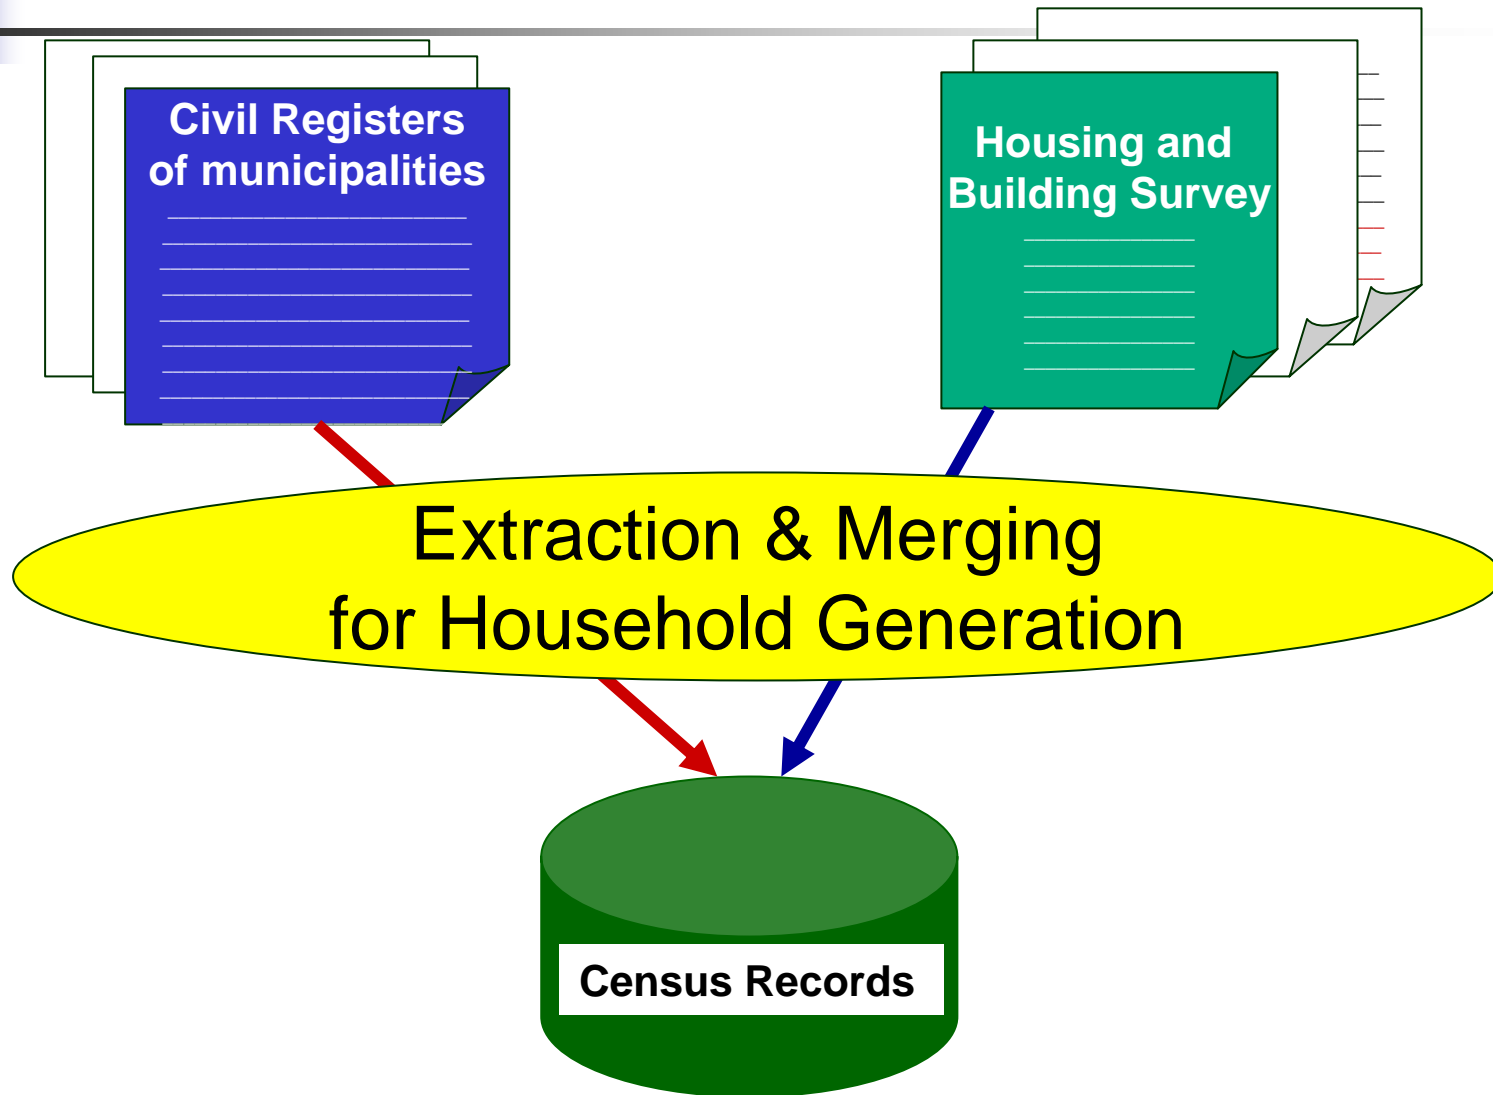 Civil Registers
of municipalities
Housing and
Building Survey
Extraction & Merging
for Household Generation
Census Records